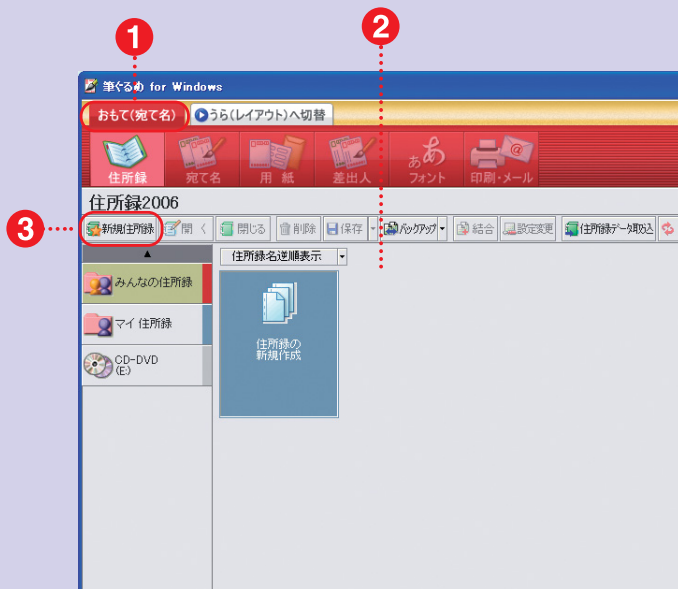 1
2
筆ぐるめ for Windows
おもて(宛て名)
うら(レイアウト)へ切替
住所録
宛て名
用 紙
差出人
あ あ
フォント
印刷・メール
住所録2006
3
新規住所録
開 く
閉じる
削除
保存
バックアップ
結合
設定変更
住所録データ取込
住所録名逆順表示
みんなの住所録
マイ 住所録
CD-DVD
(E:)
住所録の
新規作成